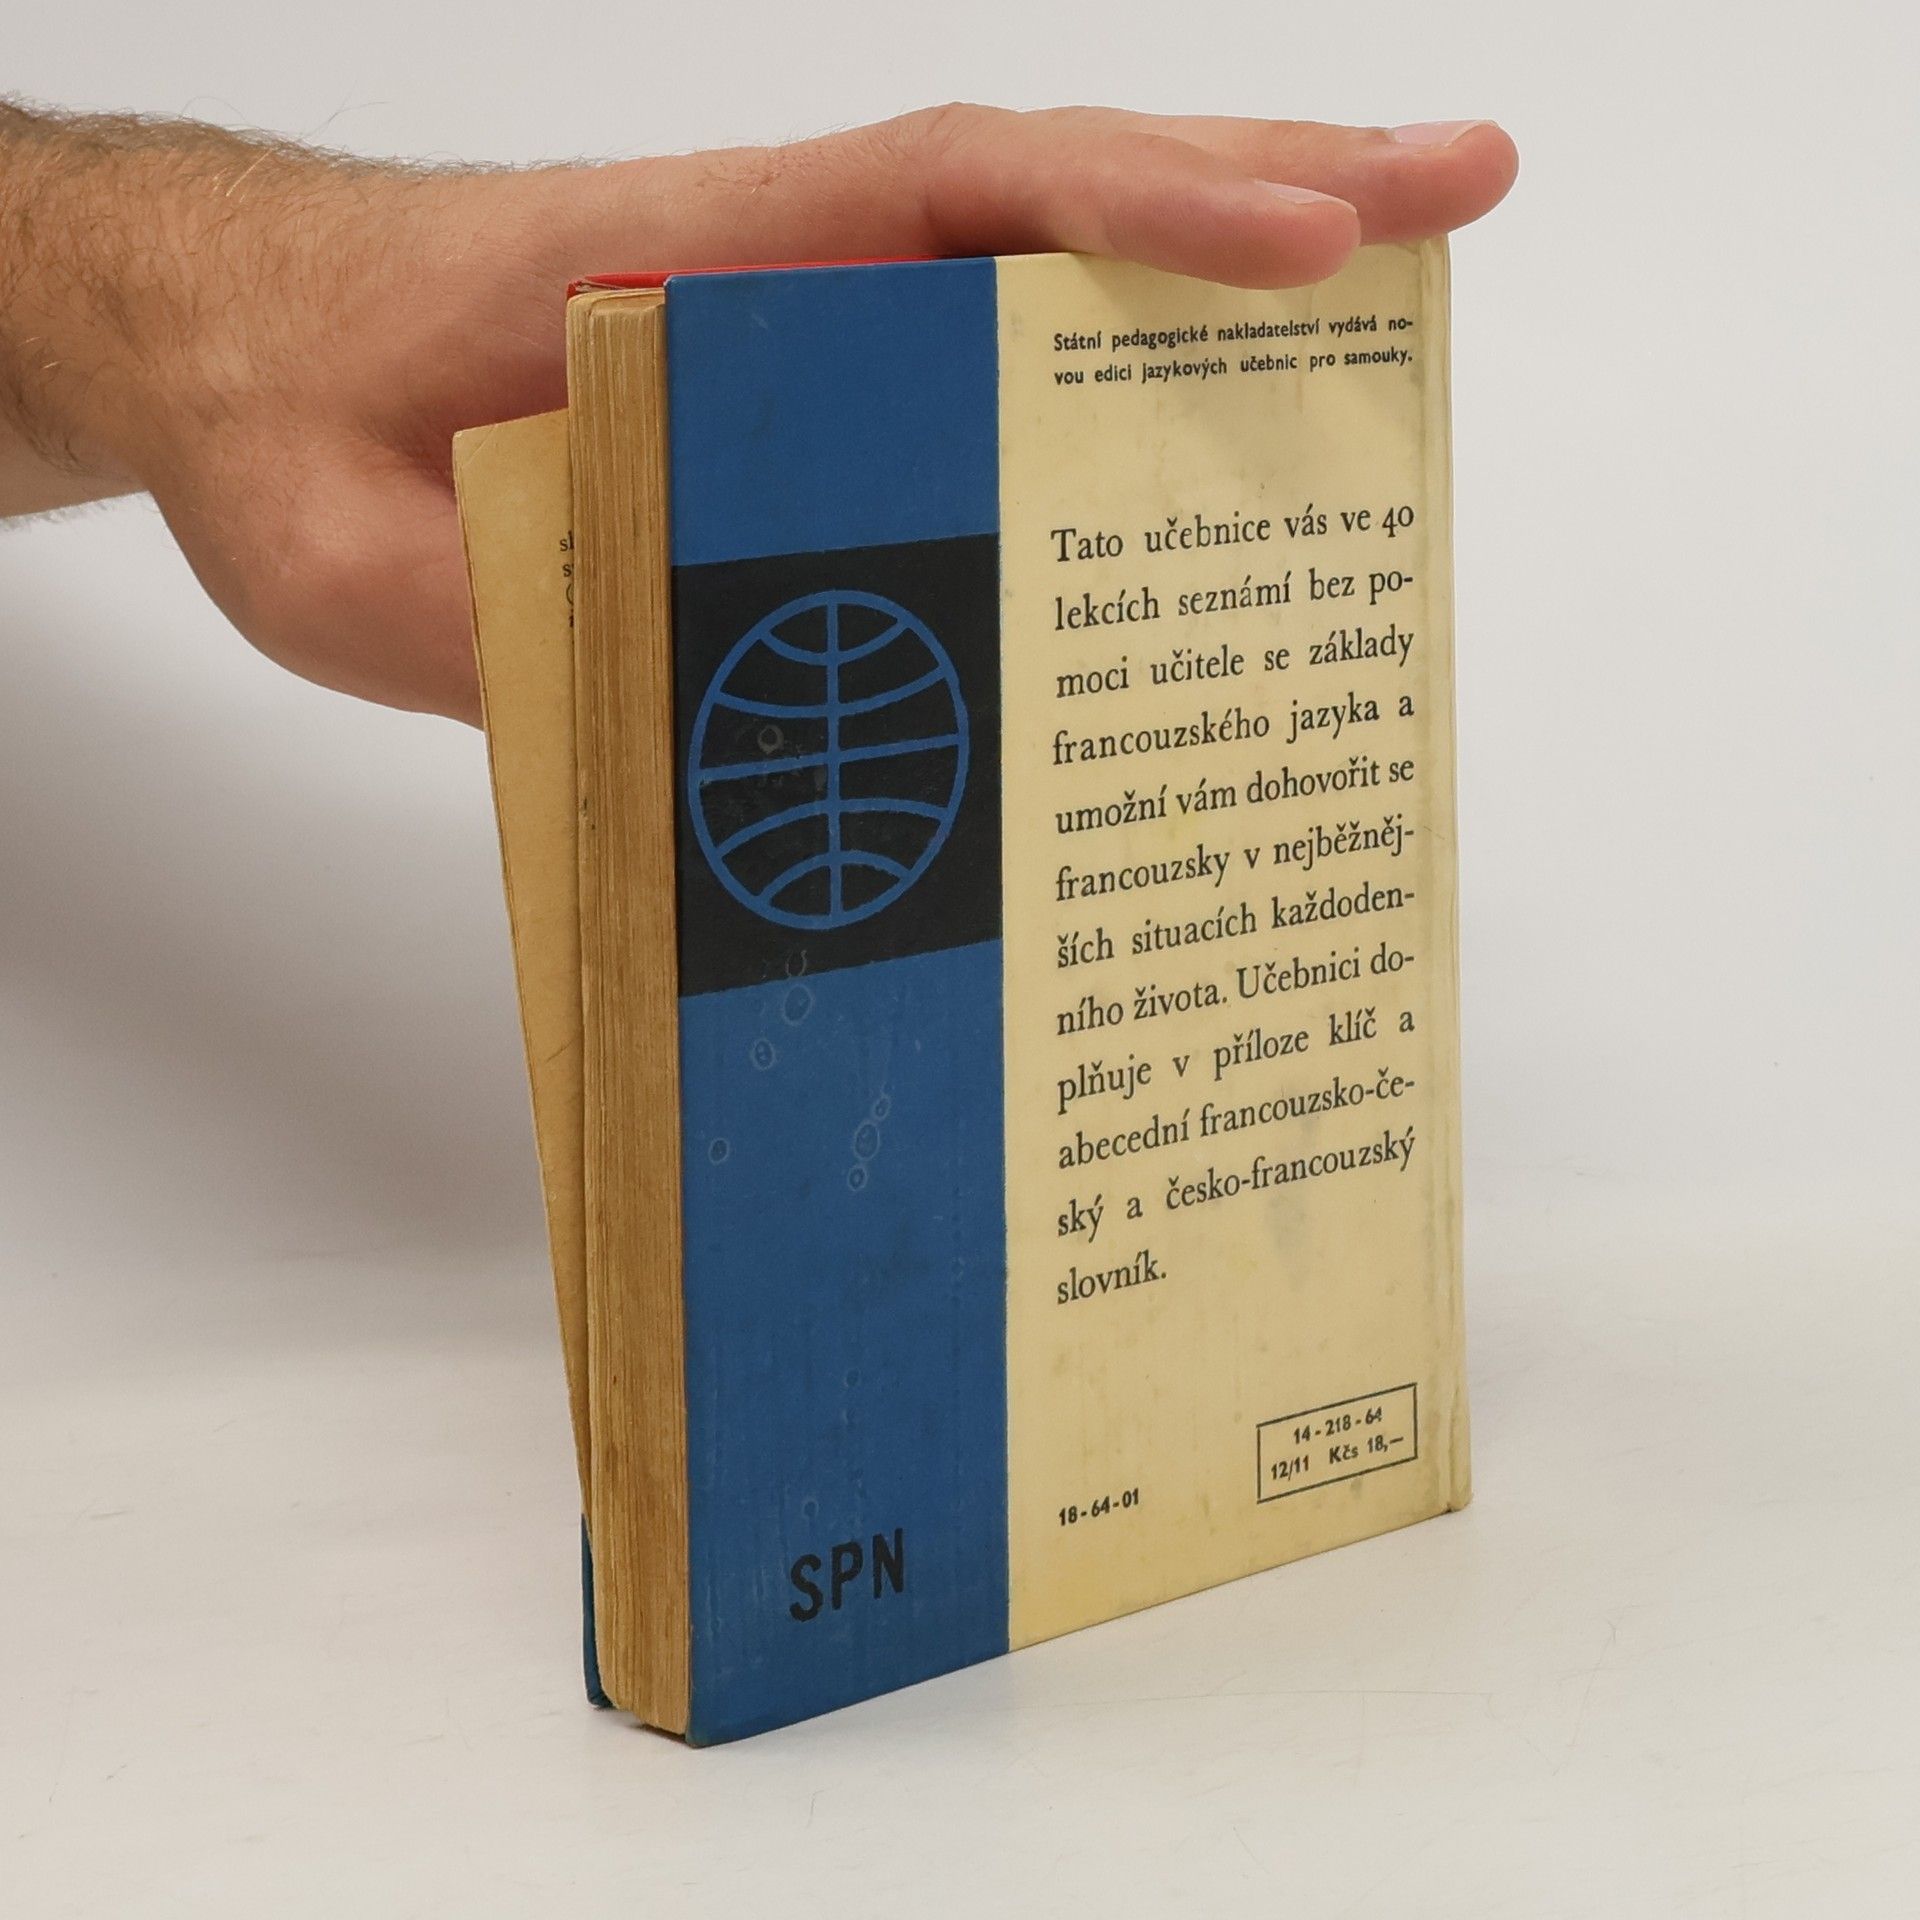 Státní pedagogické nakladatelství vydává no-
vou edici jazykových učebnic pro samouky.
Tato učebnice vás ve 40
lekcích seznámí bez po-
moci učitele se základy
francouzského jazyka a
umožní vám dohovořit se
francouzsky v nejběžněj-
ších situacích každoden-
ního života. Učebnici do-
plňuje v příloze klíč a
abecední francouzsko-če-
ský a česko-francouzský
slovník.
14-218-64
12/11 Kčs 18,—
18-64-01
SPN